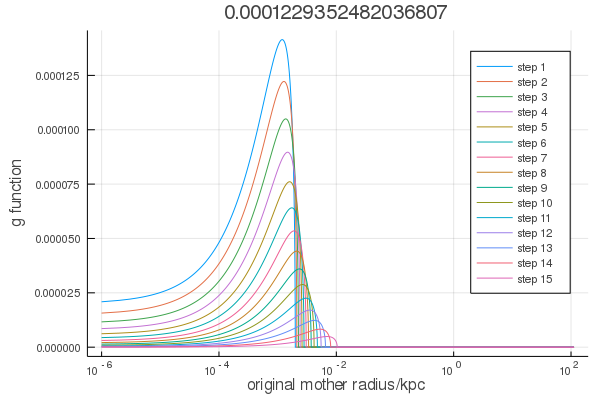 0.0001229352482036807
g function
0.000125
0.000100
0.000075
0.000050
0.000025
0.000000
step 1
step 2
step 3
step 4
step 5
step 6
step 7
step 8
step 9
step 10
step 11
step 12
step 13
step 14
step 15
10^-6 10^-4 10^-2 10^0 10^2
original mother radius/kpc